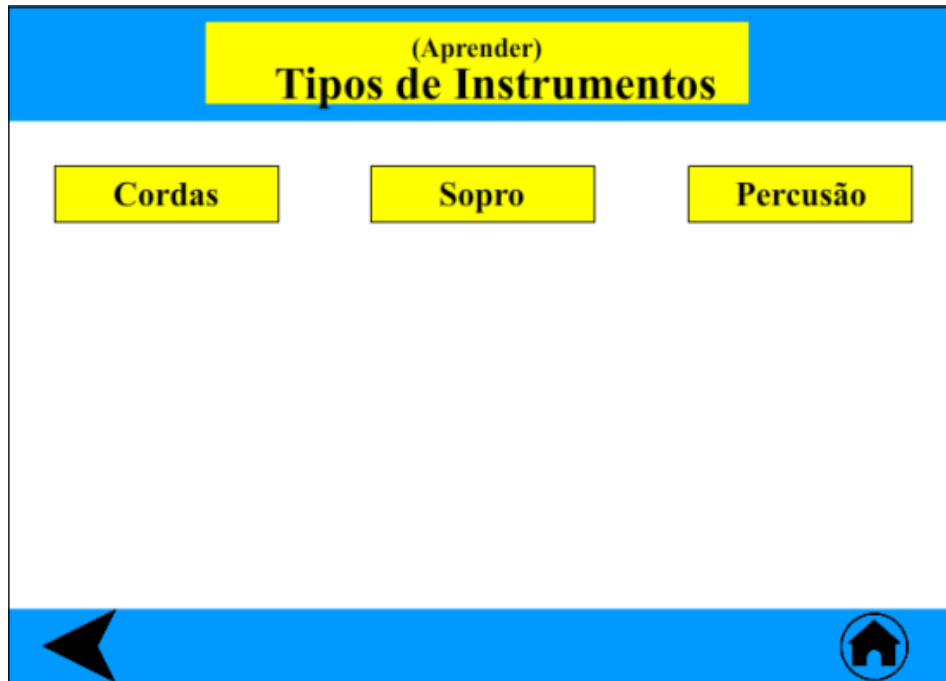 (Aprender)
Tipos de Instrumentos
Cordas
Sopro
Percusão